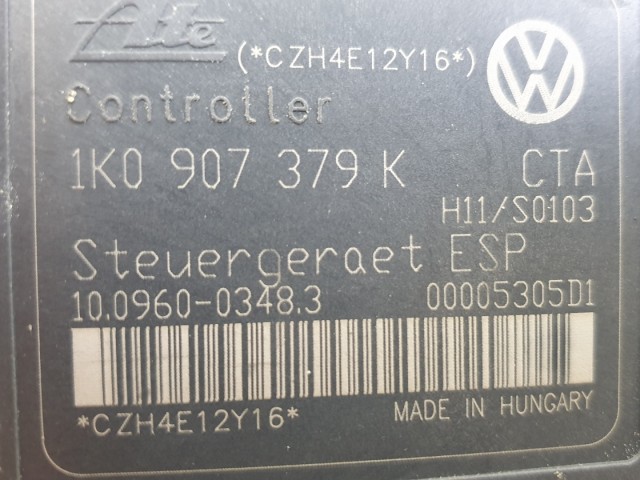 Ate (*CZH4E12Y16*)
Controller
1K0 907 379 K CTA
H11/S0103
Steuergeraet ESP
10.0960-0348.3 00005305D1
*CZH4E12Y16*
MADE IN HUNGARY